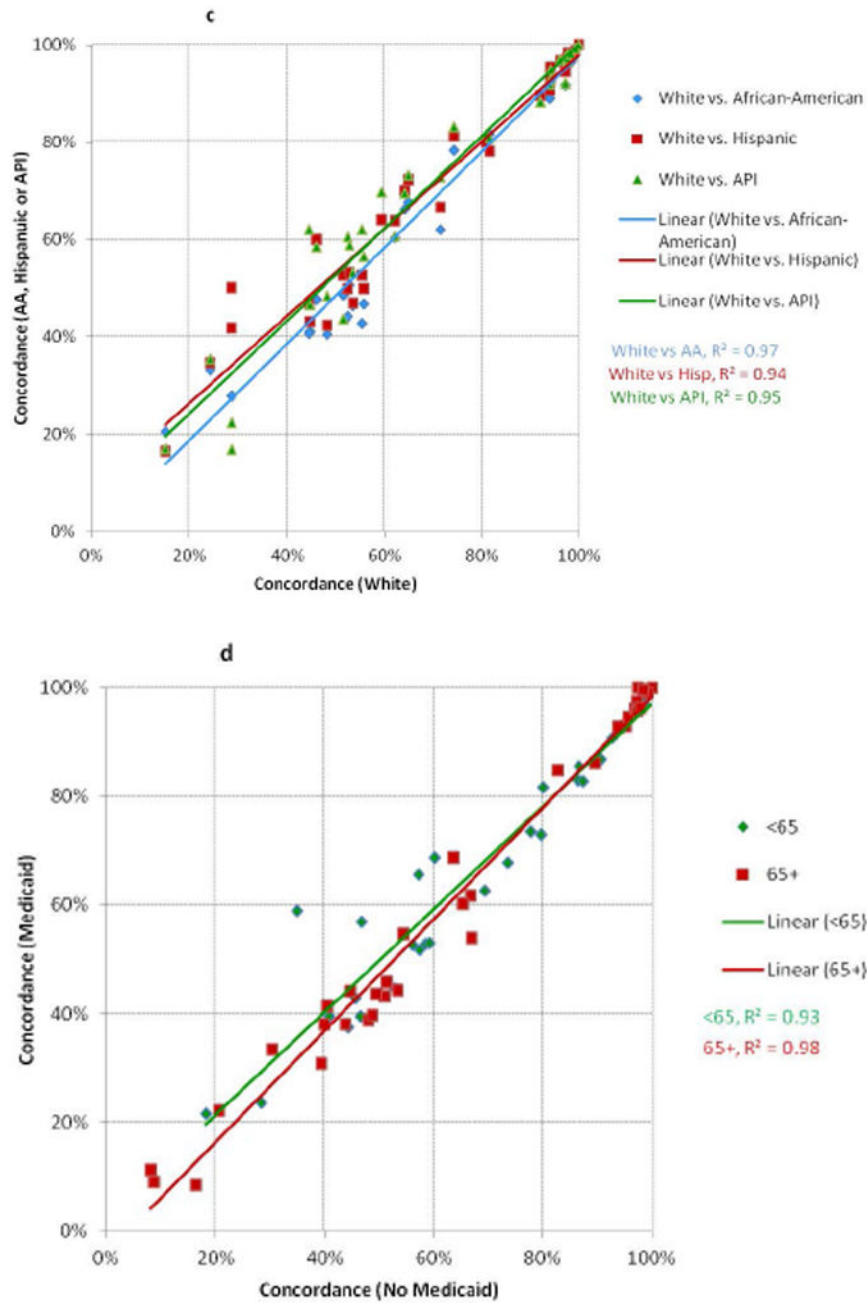 c
100%
80%
60%
40%
20%
0%
0%
20%
40%
60%
80%
100%
Concordance (AA, Hispanuic or API)
Concordance (White)
White vs. African-American
White vs. Hispanic
White vs. API
Linear (White vs. African-
American)
Linear (White vs. Hispanic)
Linear (White vs. API)
White vs AA, R² = 0.97
White vs Hisp, R² = 0.94
White vs API, R² = 0.95
d
100%
80%
60%
40%
20%
0%
0%
20%
40%
60%
80%
100%
Concordance (Medicaid)
Concordance (No Medicaid)
<65
65+
Linear (<65)
Linear (65+)
<65, R² = 0.93
65+, R² = 0.98